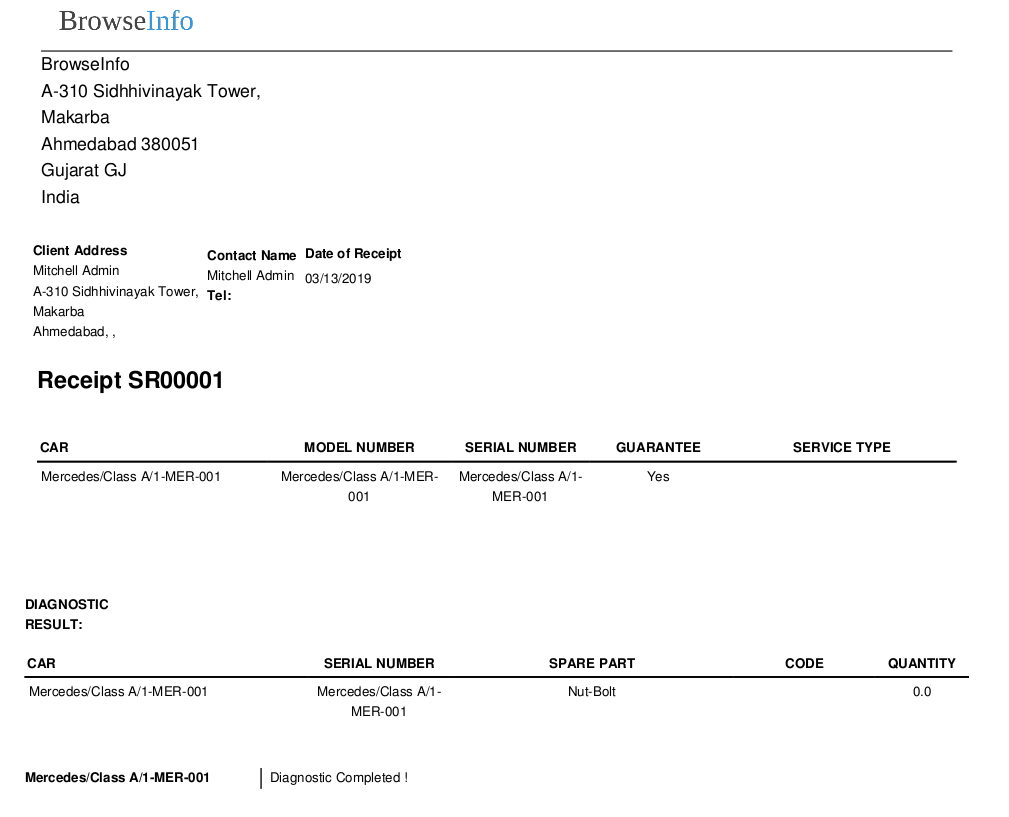 BrowseInfo
BrowseInfo
A-310 Sidhhivinayak Tower,
Makarba
Ahmedabad 380051
Gujarat GJ
India
Client Address
Mitchell Admin
A-310 Sidhhivinayak Tower,
Makarba
Ahmedabad, ,
Contact Name
Mitchell Admin
Tel:
Date of Receipt
03/13/2019
Receipt SR00001
CAR MODEL NUMBER SERIAL NUMBER GUARANTEE SERVICE TYPE
Mercedes/Class A/1-MER-001 Mercedes/Class A/1-MER- Mercedes/Class A/1- Yes
001 MER-001
DIAGNOSTIC
RESULT:
CAR SERIAL NUMBER SPARE PART CODE QUANTITY
Mercedes/Class A/1-MER-001 Mercedes/Class A/1- Nut-Bolt 0.0
MER-001
Mercedes/Class A/1-MER-001 Diagnostic Completed !